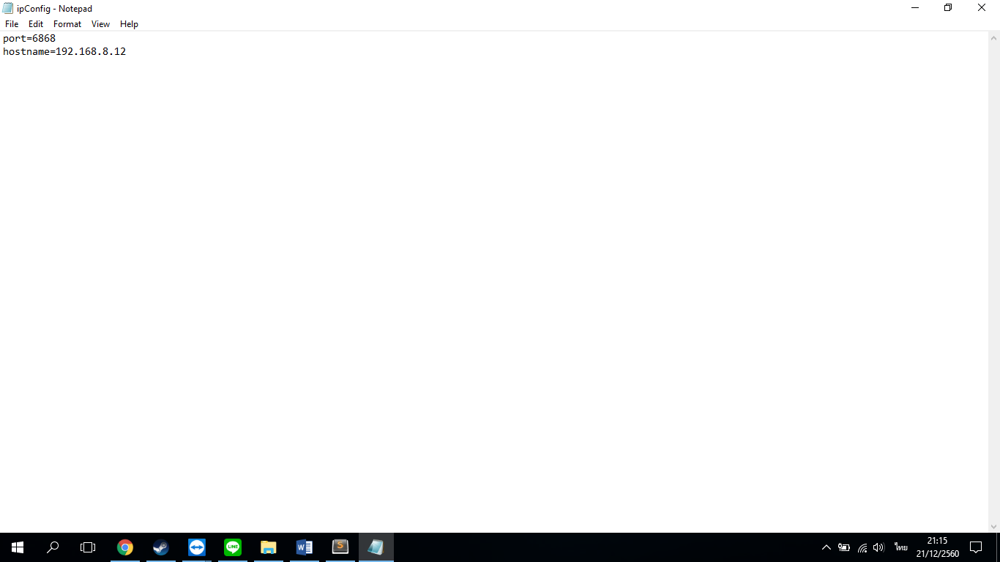 ipConfig - Notepad
File Edit Format View Help
port=6868
hostname=192.168.8.12
LINE
W
S
ไทย
21:15
21/12/2560